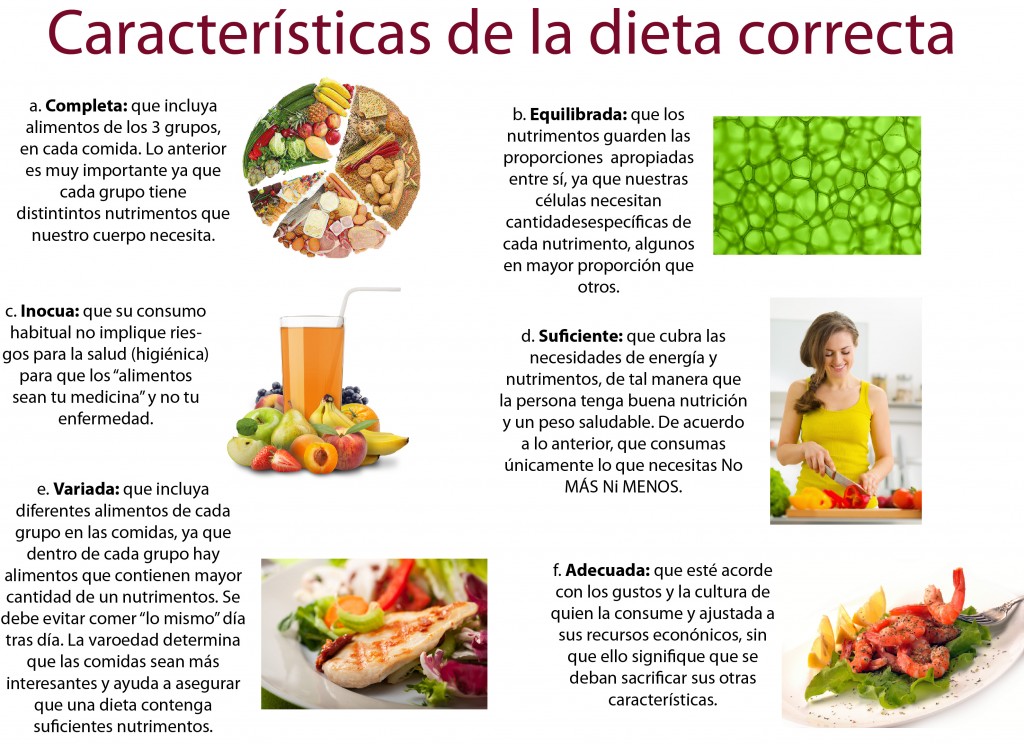 Características de la dieta correcta
a. Completa: que incluya
alimentos de los 3 grupos,
en cada comida. Lo anterior
es muy importante ya que
cada grupo tiene
distintintos nutrimentos que
nuestro cuerpo necesita.
b. Equilibrada: que los
nutrimentos guarden las
proporciones apropiadas
entre sí, ya que nuestras
células necesitan
cantidadesespecíficas de
cada nutrimento, algunos
en mayor proporción que
otros.
c. Inocua: que su consumo
habitual no implique ries-
gos para la salud (higiénica)
para que los “alimentos
sean tu medicina” y no tu
enfermedad.
d. Suficiente: que cubra las
necesidades de energía y
nutrimentos, de tal manera que
la persona tenga buena nutrición
y un peso saludable. De acuerdo
a lo anterior, que consumas
únicamente lo que necesitas No
MÁS Ni MENOS.
e. Variada: que incluya
diferentes alimentos de cada
grupo en las comidas, ya que
dentro de cada grupo hay
alimentos que contienen mayor
cantidad de un nutrimentos. Se
debe evitar comer “lo mismo” día
tras día. La varoedad determina
que las comidas sean más
interesantes y ayuda a asegurar
que una dieta contenga
suficientes nutrimentos.
f. Adecuada: que esté acorde
con los gustos y la cultura de
quien la consume y ajustada a
sus recursos econónicos, sin
que ello signifique que se
deban sacrificar sus otras
características.